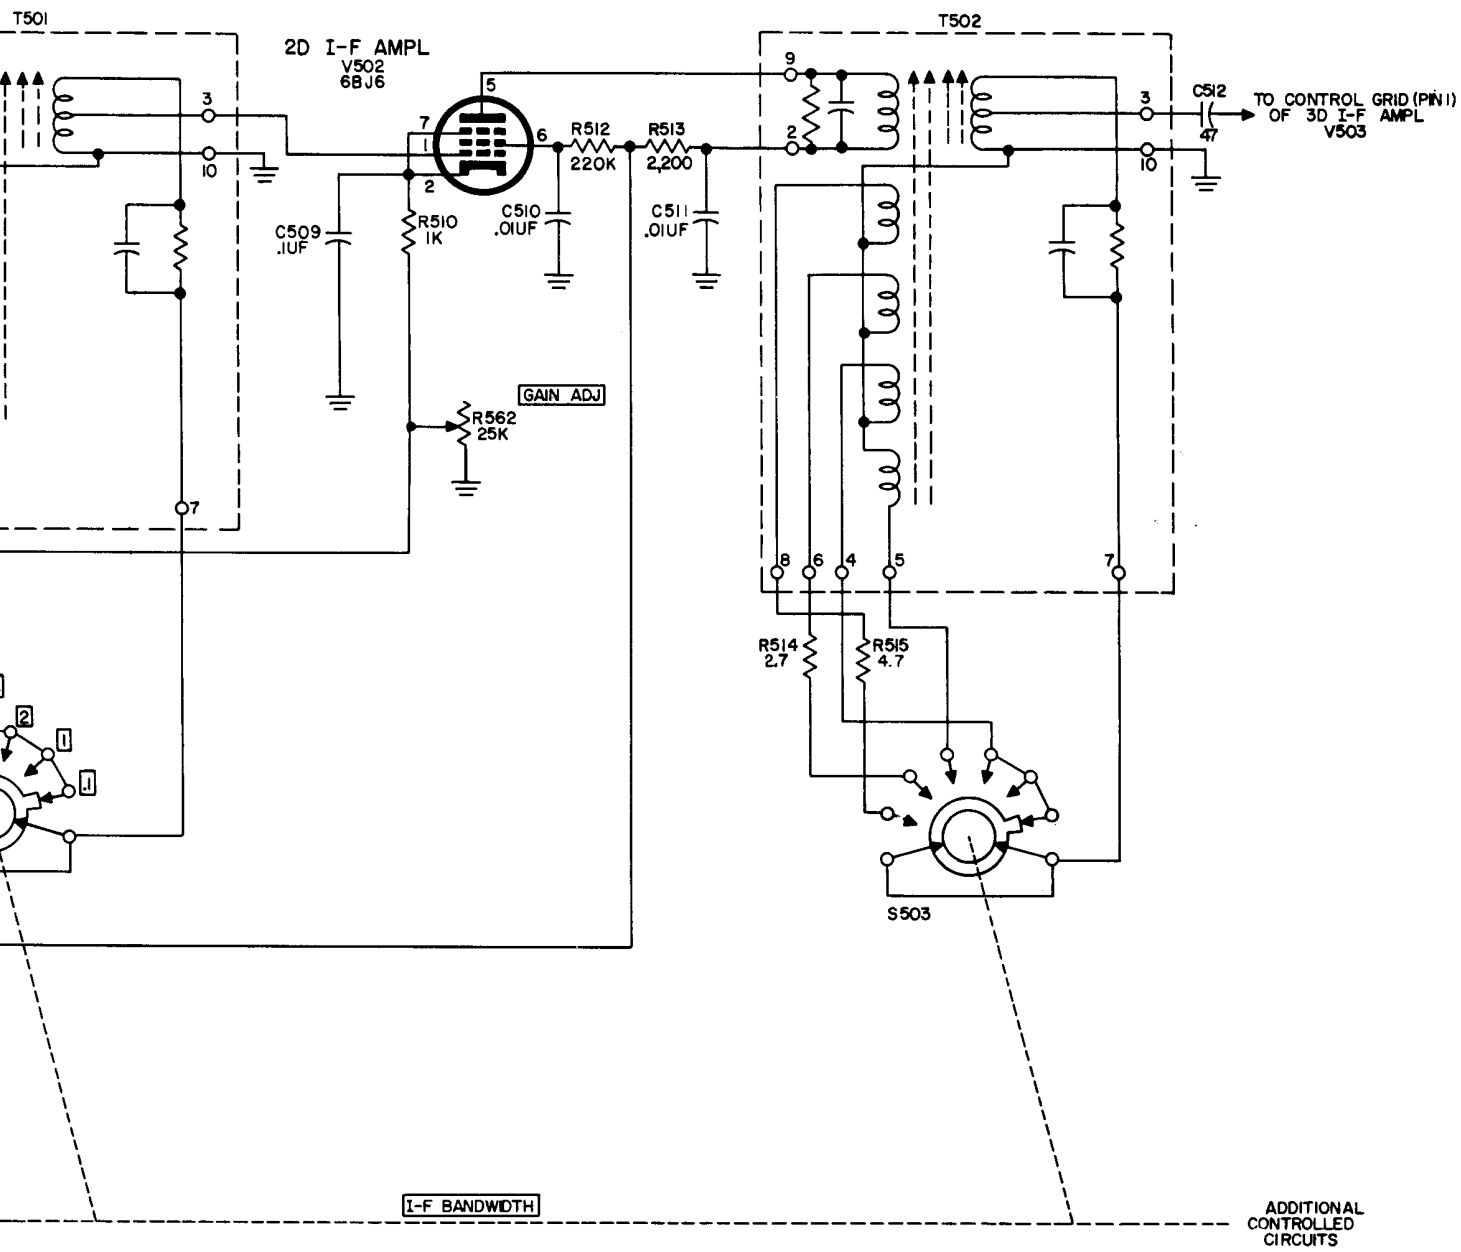 T501
2D I-F AMPL
V502
6BJ6
T502
5
9
3
7
1
6
R512
220K
R513
2,200
2
3
C512
47
TO CONTROL GRID (PIN 1)
OF 3D I-F AMPL
V503
10
2
10
C509
.1UF
R510
1K
C510
.01UF
C511
.01UF
GAIN ADJ
R562
25K
7
8
6
4
5
7
R514
2.7
R515
4.7
2
1
.1
S503
I-F BANDWIDTH
ADDITIONAL
CONTROLLED
CIRCUITS